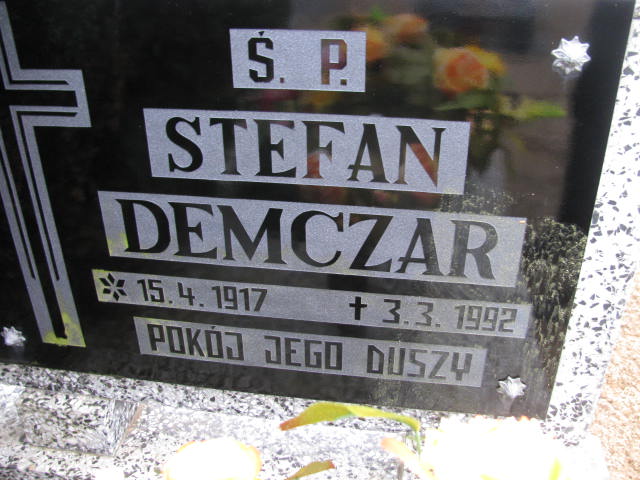 Ś. P.
STEFAN
DEMCZAR
* 15.4.1917 † 3.3.1992
POKÓJ JEGO DUSZY